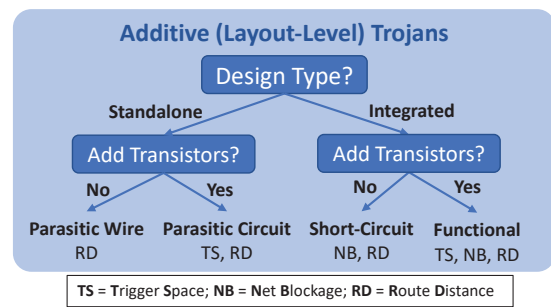 Additive (Layout-Level) Trojans
Design Type?
Standalone Integrated
Add Transistors? Add Transistors?
No Yes No Yes
Parasitic Wire Parasitic Circuit Short-Circuit Functional
RD TS, RD NB, RD TS, NB, RD
TS = Trigger Space; NB = Net Blockage; RD = Route Distance